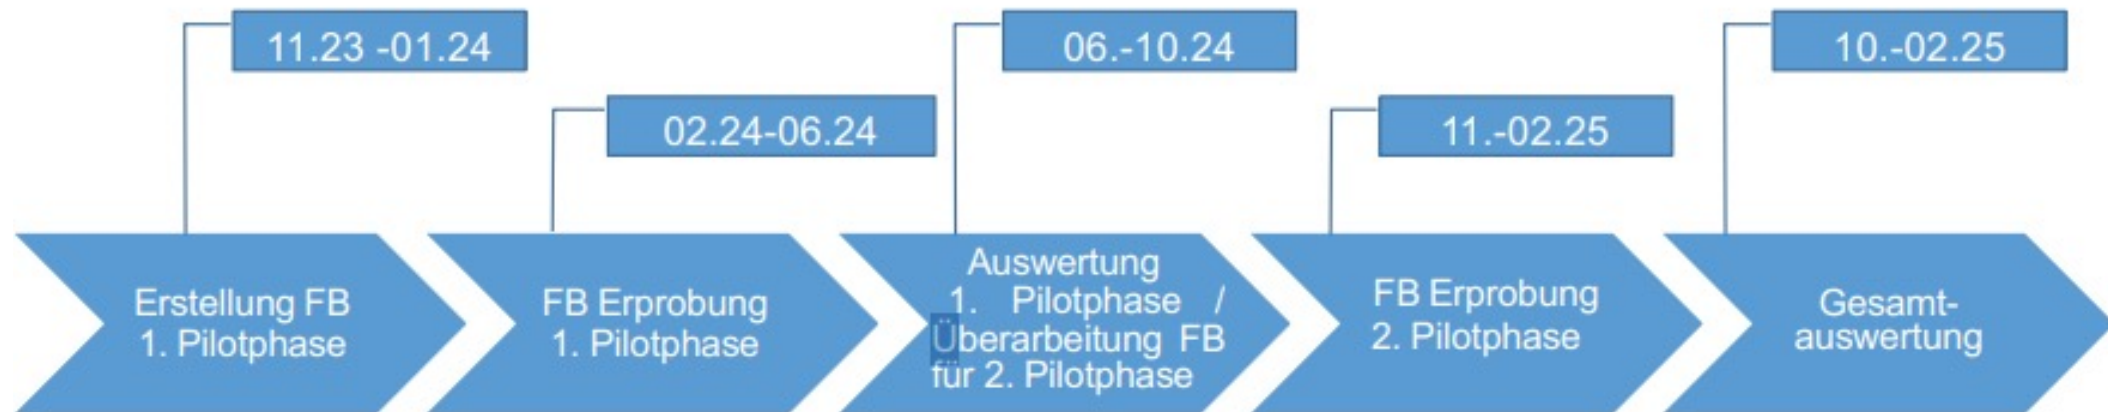 11.23 -01.24
06.-10.24
10.-02.25
02.24-06.24
11.-02.25
Erstellung FB
1. Pilotphase
FB Erprobung
1. Pilotphase
Auswertung
1. Pilotphase /
Überarbeitung FB
für 2. Pilotphase
FB Erprobung
2. Pilotphase
Gesamt-
auswertung